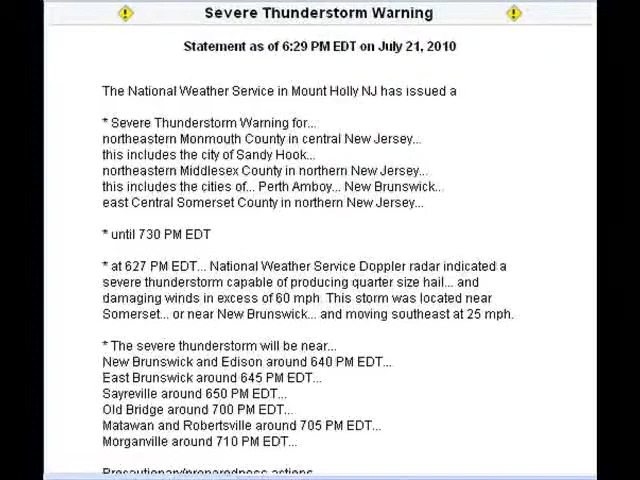 Severe Thunderstorm Warning
Statement as of 6:29 PM EDT on July 21, 2010
The National Weather Service in Mount Holly NJ has issued a
* Severe Thunderstorm Warning for...
northeastern Monmouth County in central New Jersey...
this includes the city of Sandy Hook...
northeastern Middlesex County in northern New Jersey...
this includes the cities of... Perth Amboy... New Brunswick...
east Central Somerset County in northern New Jersey...
* until 730 PM EDT
* at 627 PM EDT... National Weather Service Doppler radar indicated a
severe thunderstorm capable of producing quarter size hail... and
damaging winds in excess of 60 mph. This storm was located near
Somerset... or near New Brunswick... and moving southeast at 25 mph.
* The severe thunderstorm will be near...
New Brunswick and Edison around 640 PM EDT...
East Brunswick around 645 PM EDT...
Sayreville around 650 PM EDT...
Old Bridge around 700 PM EDT...
Matawan and Robertsville around 705 PM EDT...
Morganville around 710 PM EDT...
Precautionary/preparedness actions...